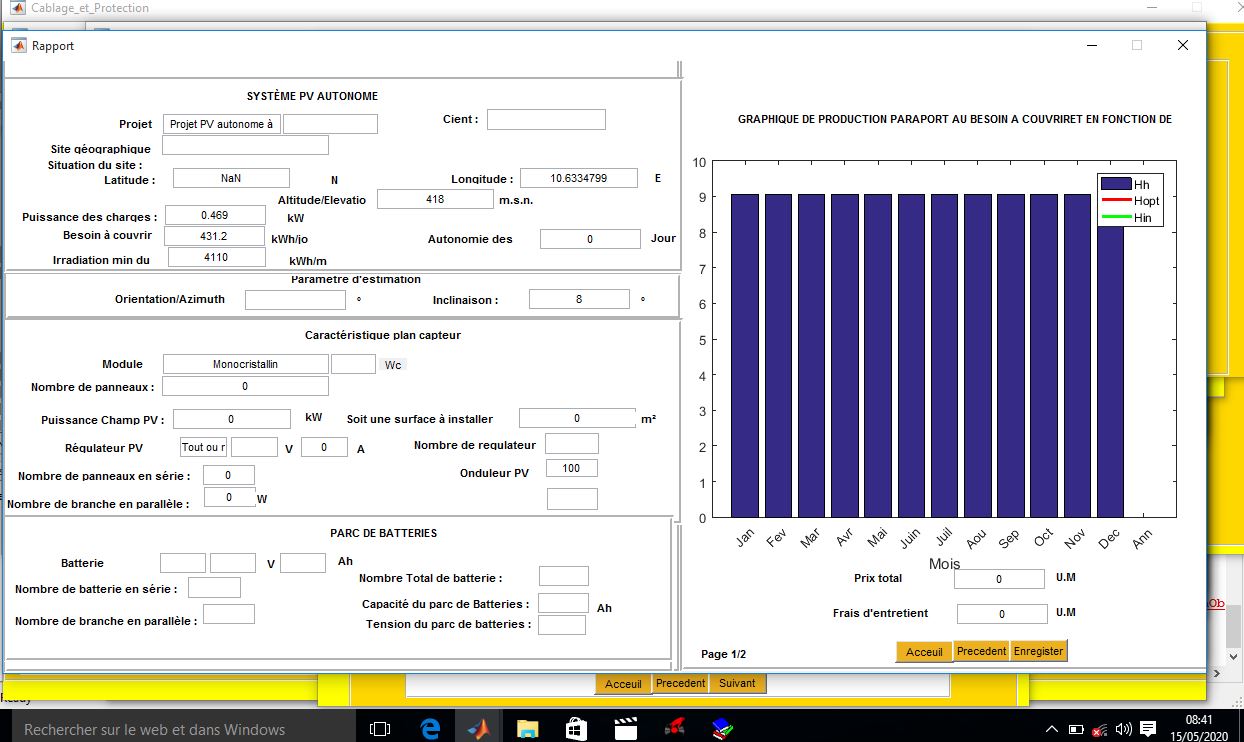 Cablage_et_Protection
Rapport
SYSTÈME PV AUTONOME
Projet Projet PV autonome à Cient :
Site géographique
Situation du site :
Latitude : NaN N Longitude : 10.6334799 E
Altitude/Elevatio 418 m.s.n.
Puissance des charges : 0.469 kW
Besoin à couvrir 431.2 kWh/jo Autonomie des 0 Jour
Irradiation min du 4110 kWh/m
Paramètre d'estimation
Orientation/Azimuth ° Inclinaison : 8 °
Caractéristique plan capteur
Module Monocristallin Wc
Nombre de panneaux : 0
Puissance Champ PV : 0 kW Soit une surface à installer 0 m²
Régulateur PV Tout ou r V 0 A Nombre de regulateur
Nombre de panneaux en série : 0 Onduleur PV 100
Nombre de branche en parallèle : 0 W
PARC DE BATTERIES
Batterie V Ah
Nombre Total de batterie :
Nombre de batterie en série :
Capacité du parc de Batteries : Ah
Nombre de branche en parallèle :
Tension du parc de batteries :
GRAPHIQUE DE PRODUCTION PARAPORT AU BESOIN A COUVRIRET EN FONCTION DE
10
9
8
7
6
5
4
3
2
1
0
Hh
Hopt
Hin
Jan Fev Mar Avr Mai Juin Juil Aou Sep Oct Nov Dec Ann
Mois
Prix total 0 U.M
Frais d'entretient 0 U.M
Page 1/2 Acceuil Precedent Enregister
Acceuil Precedent Suivant
Rechercher sur le web et dans Windows
08:41
15/05/2020